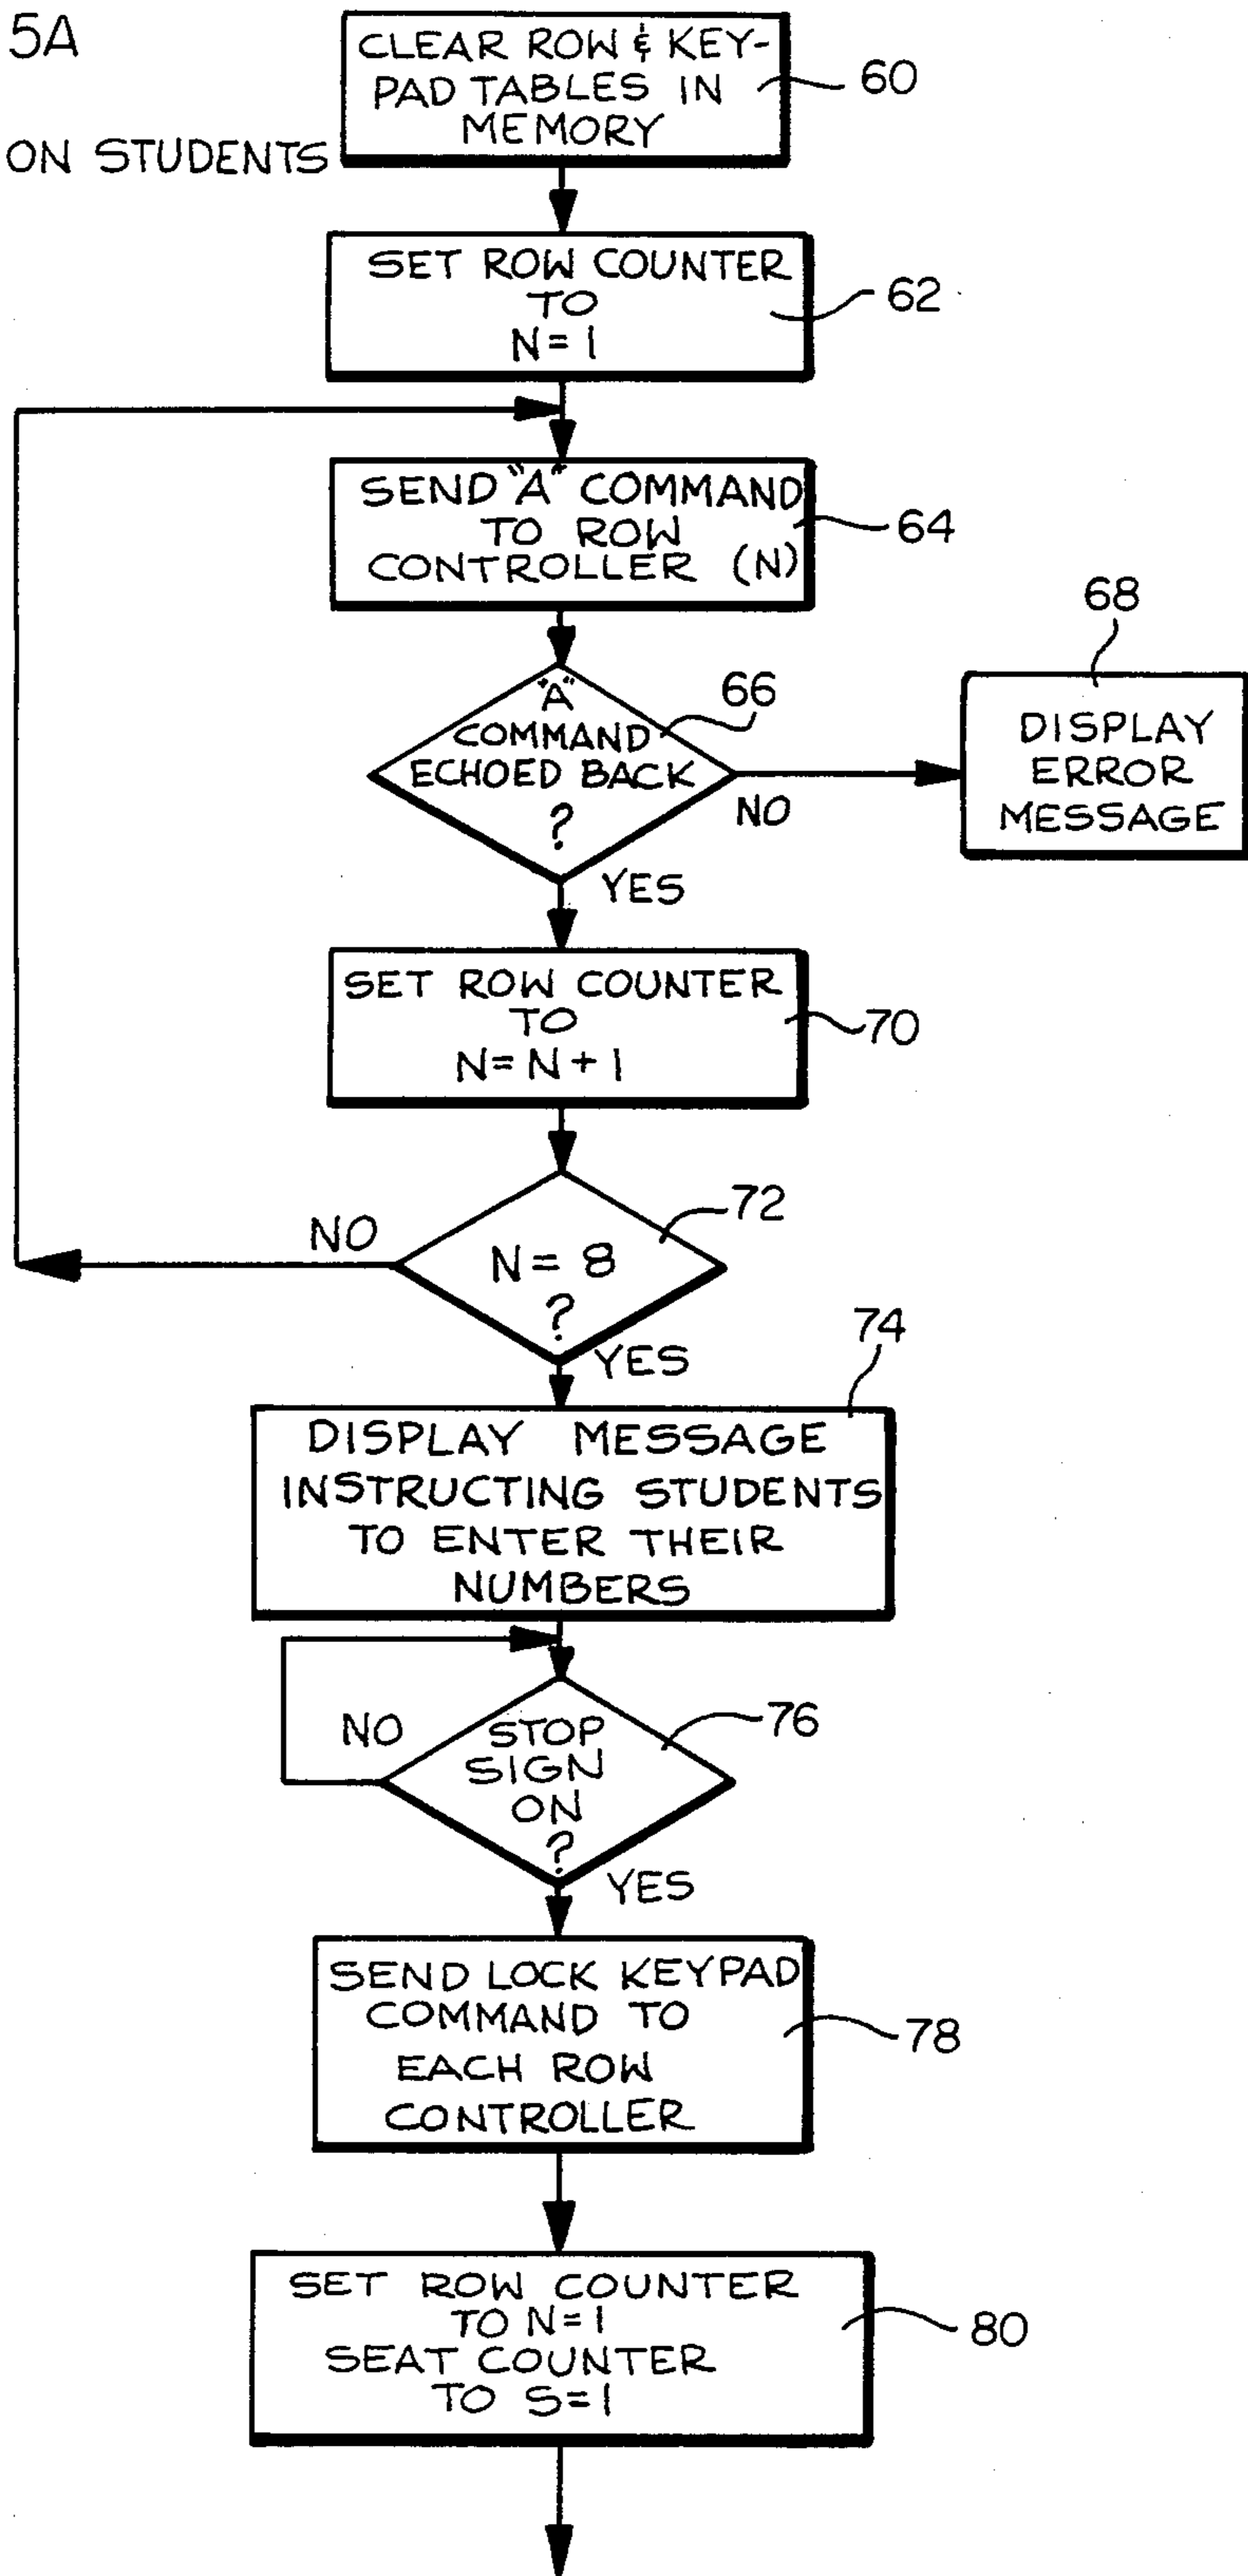 5A
ON STUDENTS
CLEAR ROW & KEY-
PAD TABLES IN
MEMORY
60
SET ROW COUNTER
TO
N = 1
62
SEND "A" COMMAND
TO ROW
CONTROLLER (N)
64
"A"
COMMAND
ECHOED BACK
?
66
NO
YES
68
DISPLAY
ERROR
MESSAGE
SET ROW COUNTER
TO
N = N + 1
70
N = 8
?
72
NO
YES
74
DISPLAY MESSAGE
INSTRUCTING STUDENTS
TO ENTER THEIR
NUMBERS
STOP
SIGN
ON
?
76
NO
YES
SEND LOCK KEYPAD
COMMAND TO
EACH ROW
CONTROLLER
78
SET ROW COUNTER
TO N=1
SEAT COUNTER
TO S=1
80